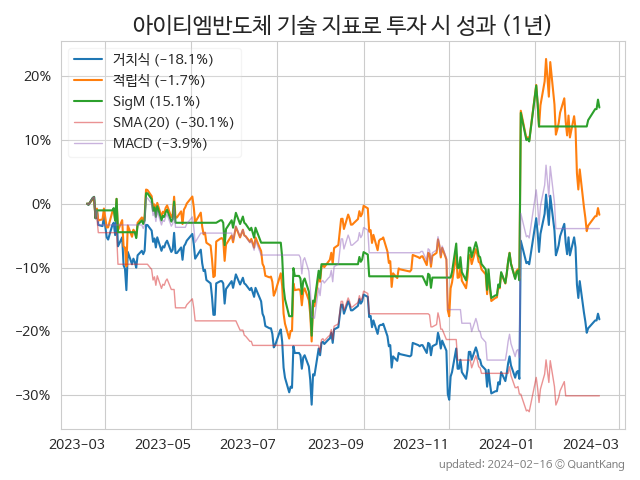 아이티엠반도체 기술 지표로 투자 시 성과 (1년)
거치식 (−18.1%)
적립식 (−1.7%)
SigM (15.1%)
SMA(20) (−30.1%)
MACD (−3.9%)
20%
10%
0%
−10%
−20%
−30%
2023-03 2023-05 2023-07 2023-09 2023-11 2024-01 2024-03
updated: 2024-02-16 © QuantKang